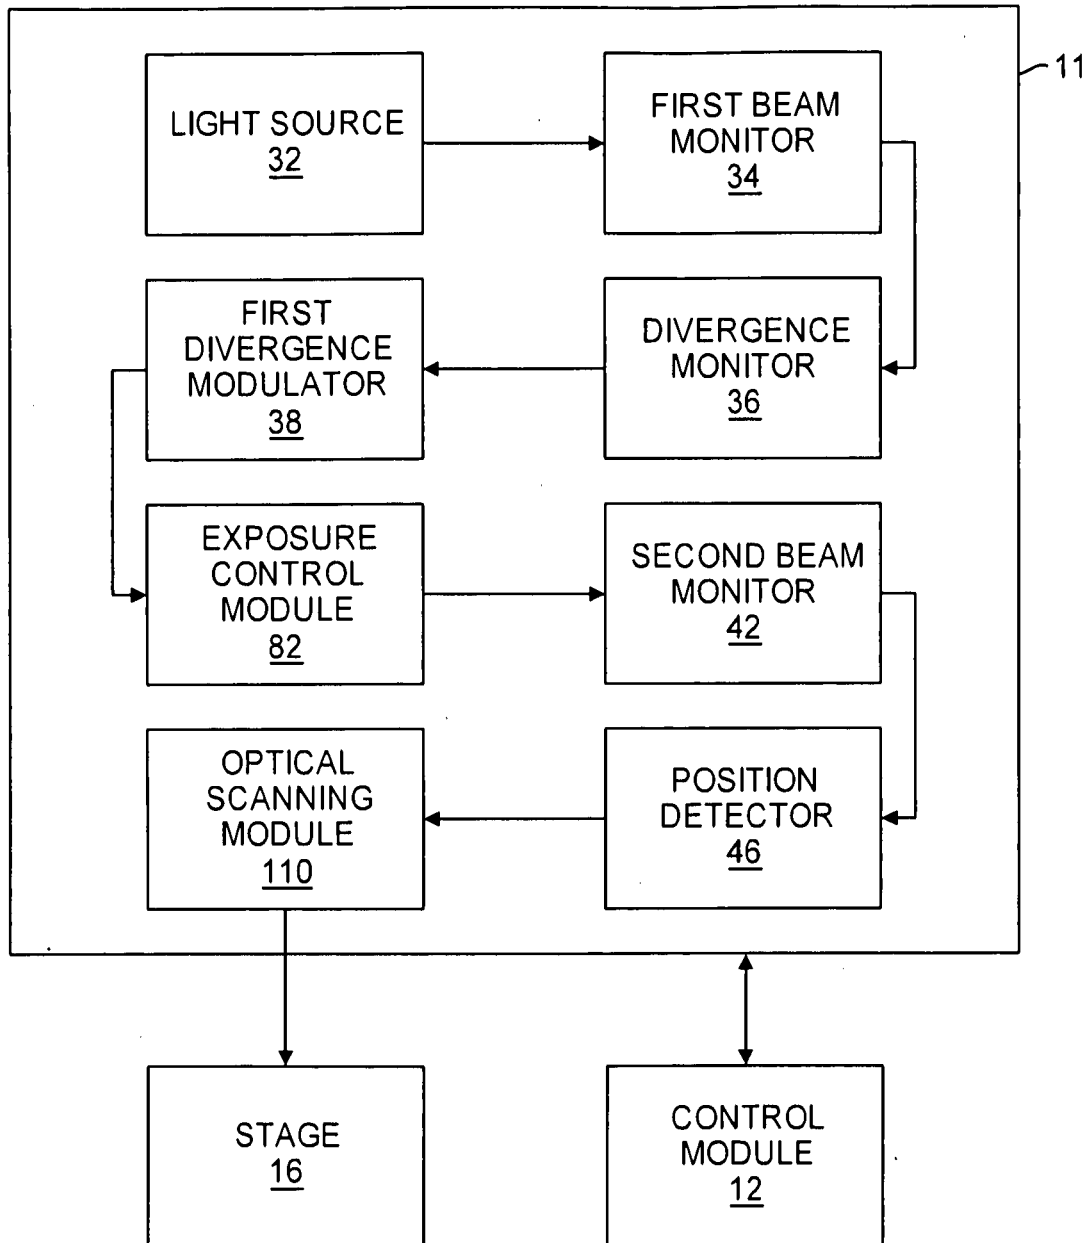 11
LIGHT SOURCE
32
FIRST BEAM
MONITOR
34
FIRST
DIVERGENCE
MODULATOR
38
DIVERGENCE
MONITOR
36
EXPOSURE
CONTROL
MODULE
82
SECOND BEAM
MONITOR
42
OPTICAL
SCANNING
MODULE
110
POSITION
DETECTOR
46
STAGE
16
CONTROL
MODULE
12